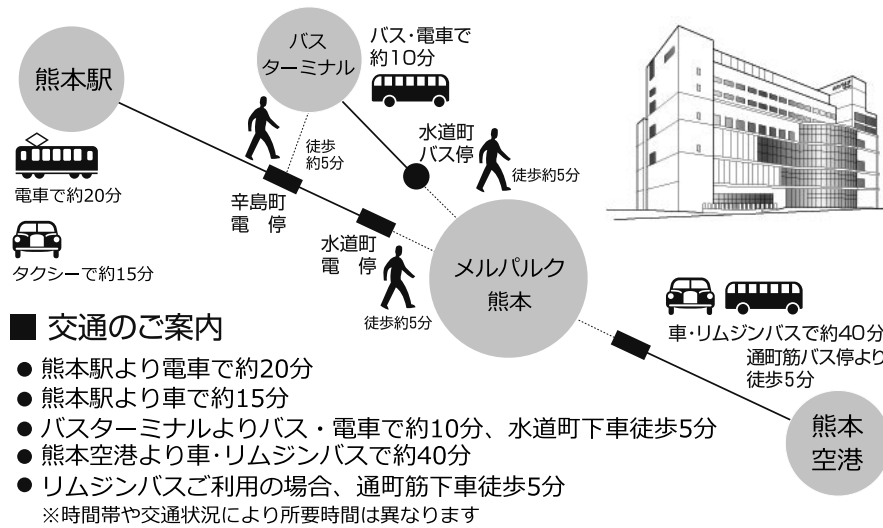 熊本駅
電車で約20分
タクシーで約15分
バス
ターミナル
バス・電車で
約10分
徒歩
約5分
水道町
バス停
徒歩約5分
辛島町
電 停
水道町
電 停
徒歩約5分
メルパルク
熊本
車・リムジンバスで約40分
通町筋バス停より
徒歩5分
熊本
空港
■ 交通のご案内
● 熊本駅より電車で約20分
● 熊本駅より車で約15分
● バスターミナルよりバス・電車で約10分、水道町下車徒歩5分
● 熊本空港より車・リムジンバスで約40分
● リムジンバスご利用の場合、通町筋下車徒歩5分
※時間帯や交通状況により所要時間は異なります